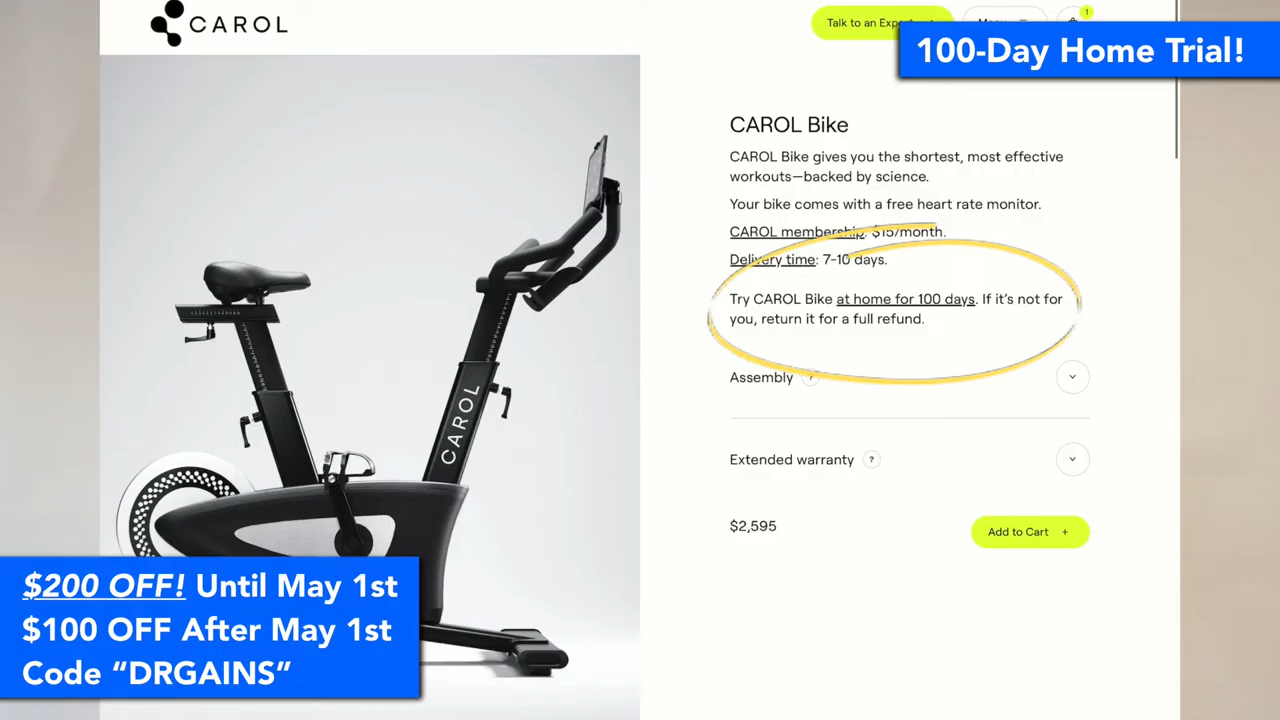 CAROL
Talk to an Expert
Menu
1
100-Day Home Trial!
CAROL Bike
CAROL Bike gives you the shortest, most effective
workouts—backed by science.
Your bike comes with a free heart rate monitor.
CAROL membership: $15/month.
Delivery time: 7-10 days.
Try CAROL Bike at home for 100 days. If it's not for
you, return it for a full refund.
Assembly ?
Extended warranty ?
$2,595
Add to Cart +
CAROL
$200 OFF! Until May 1st
$100 OFF After May 1st
Code “DRGAINS”